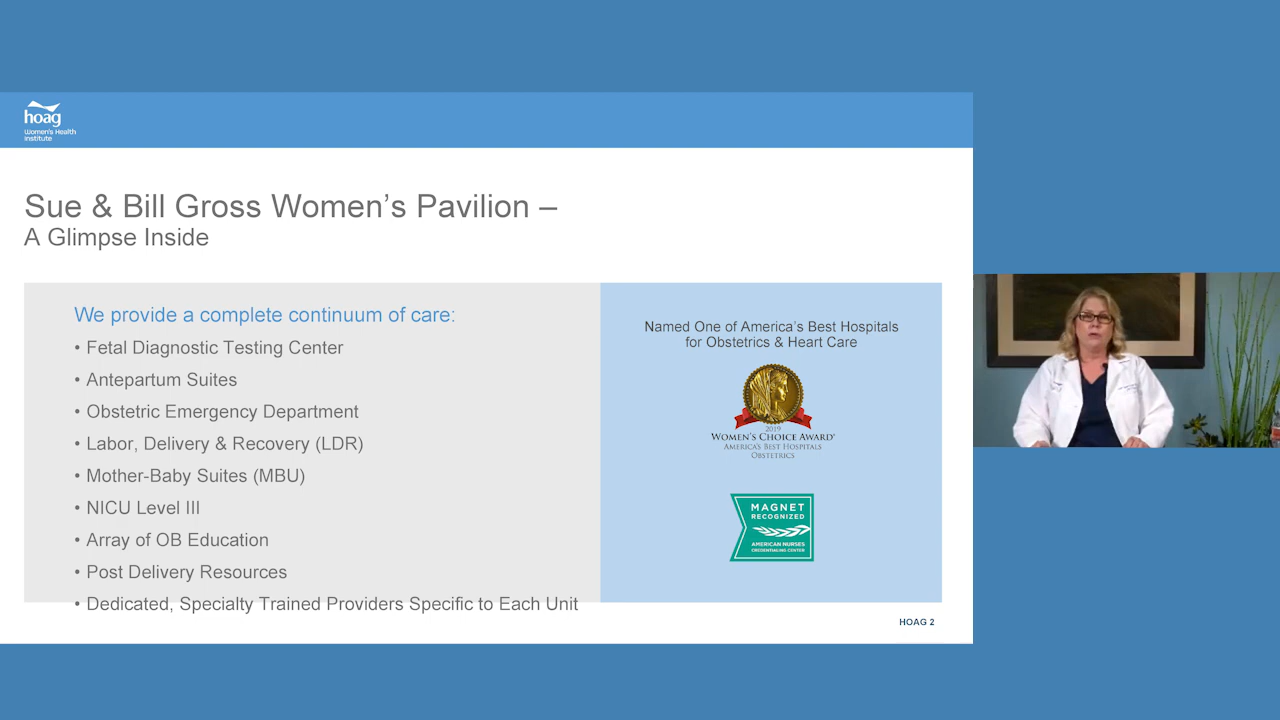 hoag
Women's Health
Institute
Sue & Bill Gross Women's Pavilion –
A Glimpse Inside
We provide a complete continuum of care:
• Fetal Diagnostic Testing Center
• Antepartum Suites
• Obstetric Emergency Department
• Labor, Delivery & Recovery (LDR)
• Mother-Baby Suites (MBU)
• NICU Level III
• Array of OB Education
• Post Delivery Resources
• Dedicated, Specialty Trained Providers Specific to Each Unit
Named One of America's Best Hospitals
for Obstetrics & Heart Care
2019
WOMEN'S CHOICE AWARD®
AMERICA'S BEST HOSPITALS
OBSTETRICS
MAGNET
RECOGNIZED
AMERICAN NURSES
CREDENTIALING CENTER
HOAG 2